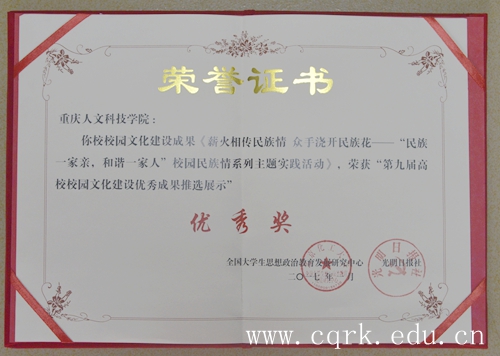 荣誉证书
重庆人文科技学院：
你校校园文化建设成果《薪火相传民族情 众手浇开民族花——“民族
一家亲，和谐一家人”校园民族情系列主题实践活动》，荣获“第九届高
校校园文化建设优秀成果推选展示”
优秀奖
全国大学生思想政治教育发展研究中心 光明日报社
二〇一七年 月
光明日报社
www.cqrk.edu.cn